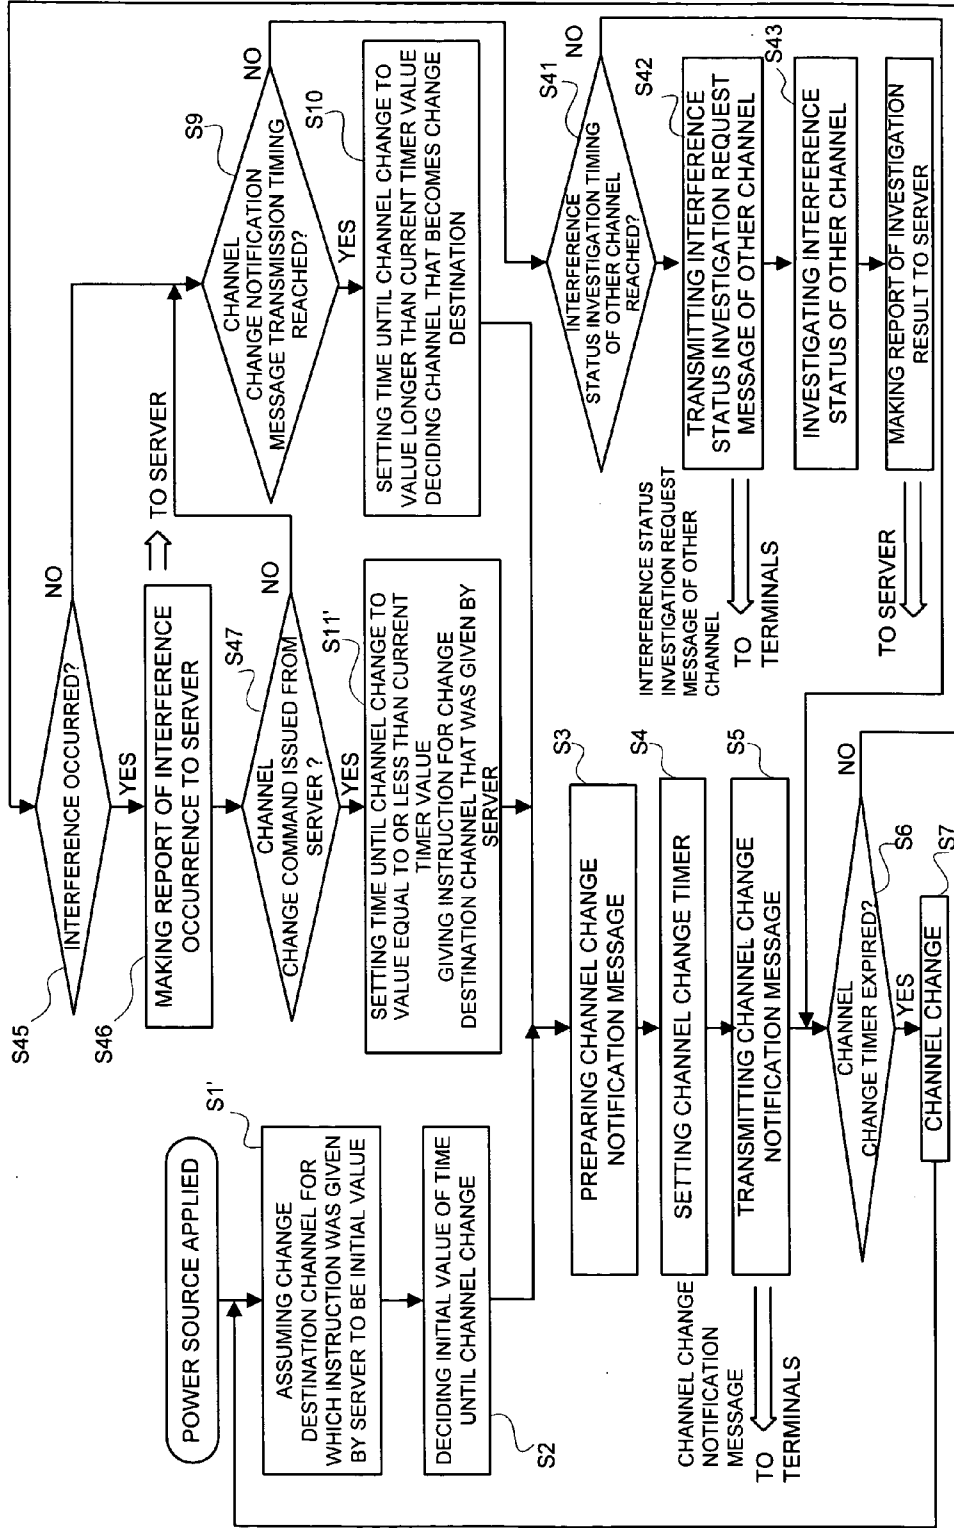 POWER SOURCE APPLIED
S1'
ASSUMING CHANGE
DESTINATION CHANNEL FOR
WHICH INSTRUCTION WAS GIVEN
BY SERVER TO BE INITIAL VALUE
DECIDING INITIAL VALUE OF TIME
UNTIL CHANNEL CHANGE
S2
S45
INTERFERENCE OCCURRED?
NO
YES
S46
MAKING REPORT OF INTERFERENCE
OCCURRENCE TO SERVER
TO SERVER
S47
CHANNEL
CHANGE COMMAND ISSUED FROM
SERVER ?
NO
YES
S11'
SETTING TIME UNTIL CHANNEL CHANGE TO
VALUE EQUAL TO OR LESS THAN CURRENT
TIMER VALUE
GIVING INSTRUCTION FOR CHANGE
DESTINATION CHANNEL THAT WAS GIVEN BY
SERVER
S9
CHANNEL
CHANGE NOTIFICATION
MESSAGE TRANSMISSION TIMING
REACHED?
NO
YES
S10
SETTING TIME UNTIL CHANNEL CHANGE TO
VALUE LONGER THAN CURRENT TIMER VALUE
DECIDING CHANNEL THAT BECOMES CHANGE
DESTINATION
S3
PREPARING CHANNEL CHANGE
NOTIFICATION MESSAGE
S4
SETTING CHANNEL CHANGE TIMER
S5
TRANSMITTING CHANNEL CHANGE
NOTIFICATION MESSAGE
CHANNEL CHANGE
NOTIFICATION
MESSAGE
TO
TERMINALS
S6
CHANNEL
CHANGE TIMER EXPIRED?
NO
YES
S7
CHANNEL CHANGE
S41
INTERFERENCE
STATUS INVESTIGATION TIMING
OF OTHER CHANNEL
REACHED?
NO
S42
TRANSMITTING INTERFERENCE
STATUS INVESTIGATION REQUEST
MESSAGE OF OTHER CHANNEL
INTERFERENCE STATUS
INVESTIGATION REQUEST
MESSAGE OF OTHER
CHANNEL
TO
TERMINALS
S43
INVESTIGATING INTERFERENCE
STATUS OF OTHER CHANNEL
MAKING REPORT OF INVESTIGATION
RESULT TO SERVER
TO SERVER